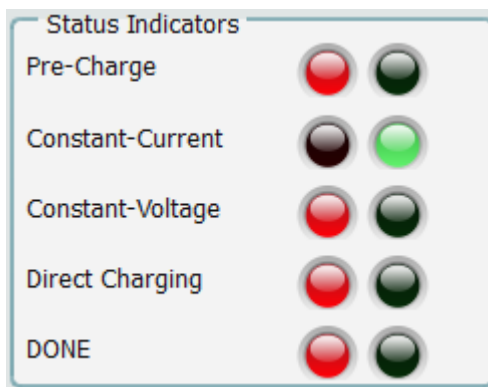 Status Indicators
Pre-Charge
Constant-Current
Constant-Voltage
Direct Charging
DONE